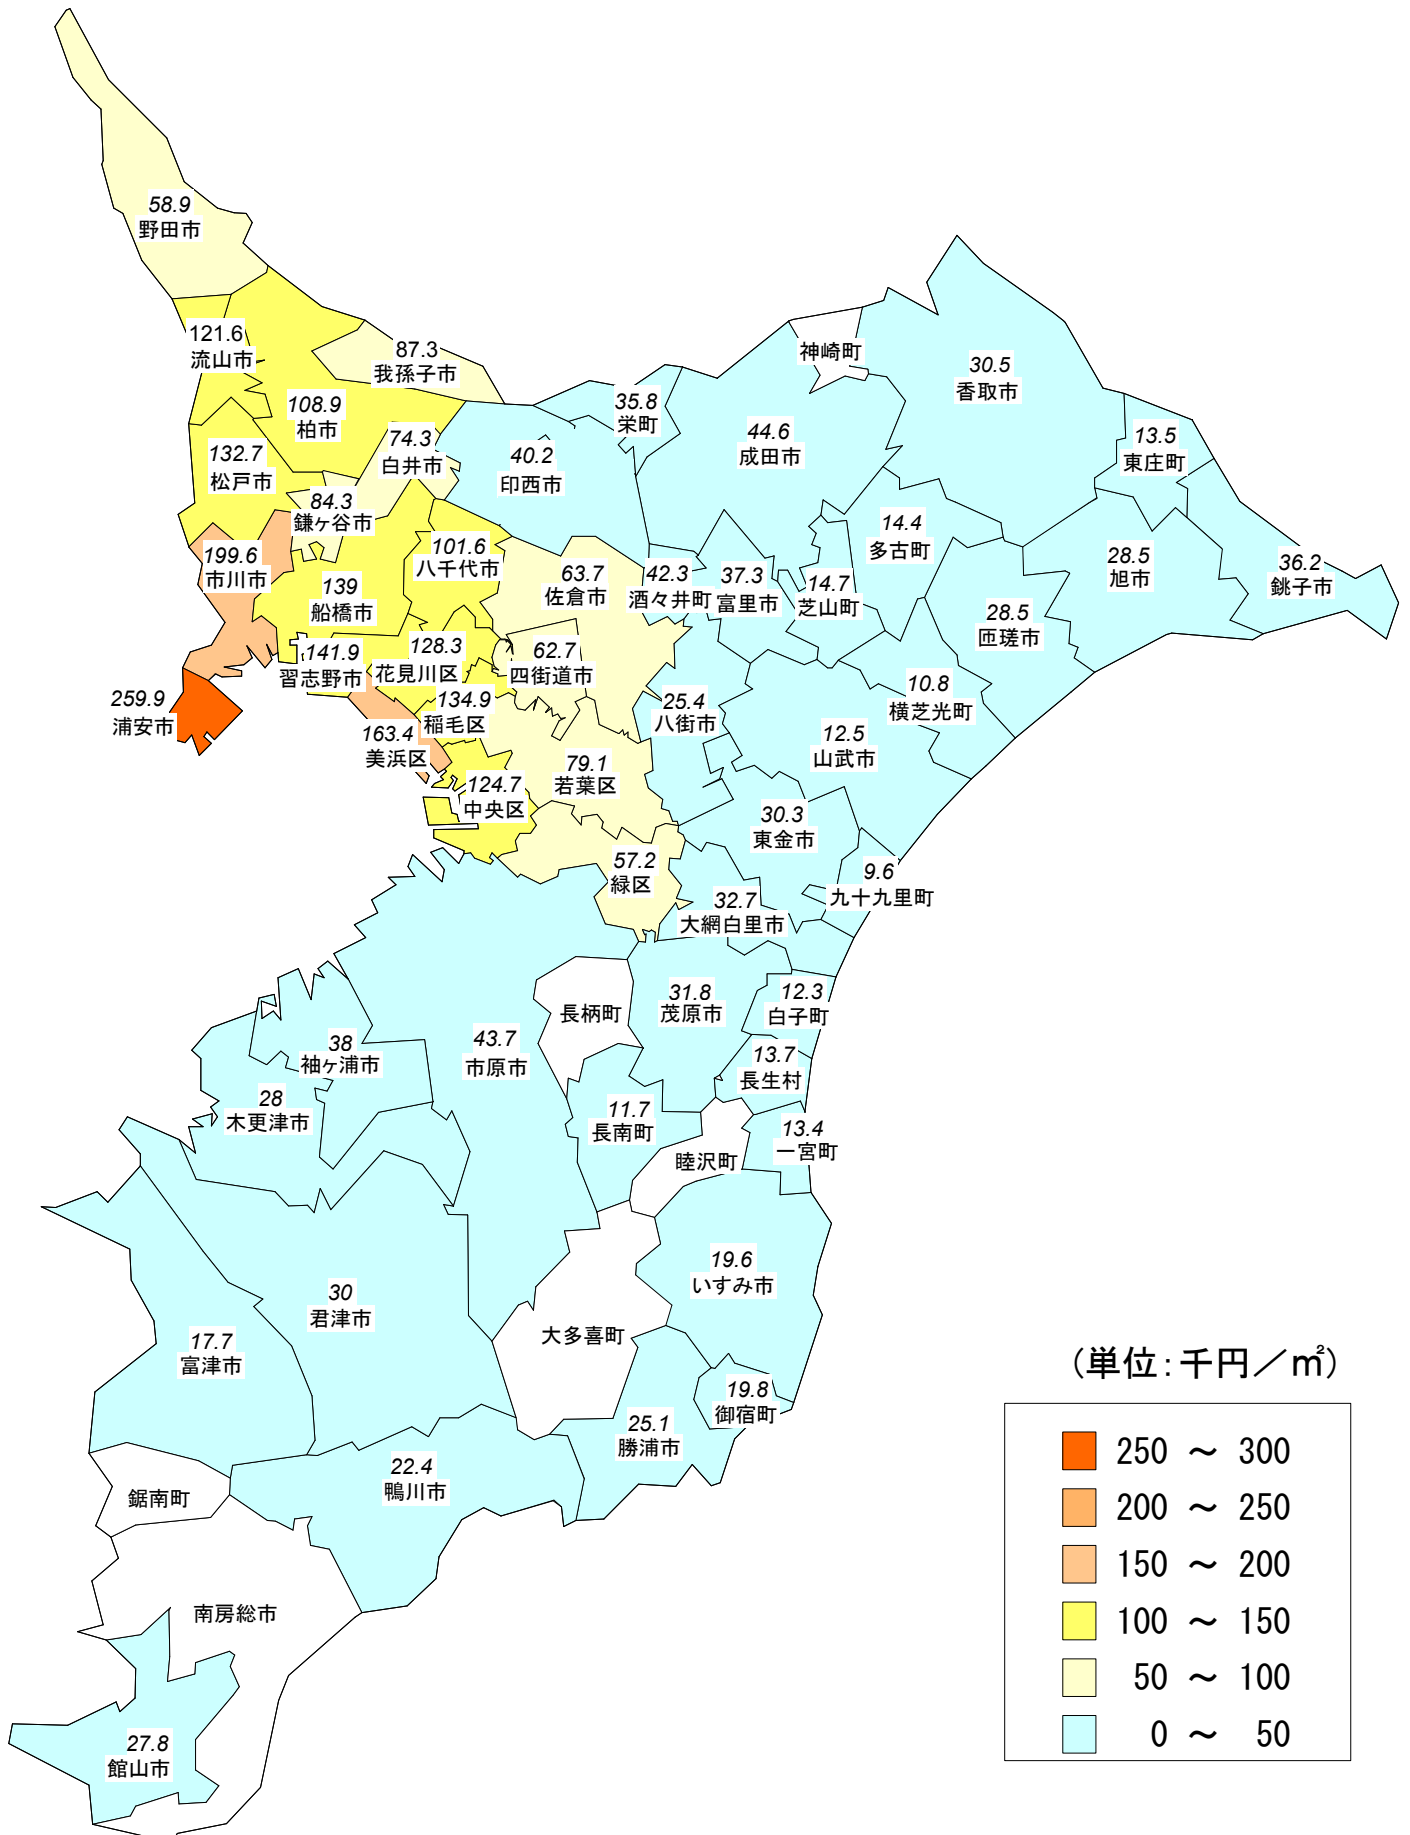 58.9
野田市
121.6
流山市
87.3
我孫子市
108.9
柏市
74.3
白井市
132.7
松戸市
84.3
鎌ヶ谷市
199.6
市川市
139
船橋市
101.6
八千代市
141.9
習志野市
128.3
花見川区
134.9
稲毛区
163.4
美浜区
259.9
浦安市
124.7
中央区
79.1
若葉区
57.2
緑区
62.7
四街道市
63.7
佐倉市
40.2
印西市
35.8
栄町
44.6
成田市
神崎町
30.5
香取市
13.5
東庄町
36.2
銚子市
28.5
旭市
28.5
匝瑳市
14.4
多古町
14.7
芝山町
37.3
富里市
42.3
酒々井町
25.4
八街市
10.8
横芝光町
12.5
山武市
30.3
東金市
9.6
九十九里町
32.7
大網白里市
31.8
茂原市
12.3
白子町
13.7
長生村
13.4
一宮町
長柄町
11.7
長南町
睦沢町
43.7
市原市
38
袖ヶ浦市
28
木更津市
30
君津市
17.7
富津市
19.6
いすみ市
大多喜町
19.8
御宿町
25.1
勝浦市
22.4
鴨川市
鋸南町
南房総市
27.8
館山市
(単位:千円／㎡)
250 ～ 300
200 ～ 250
150 ～ 200
100 ～ 150
50 ～ 100
0 ～ 50